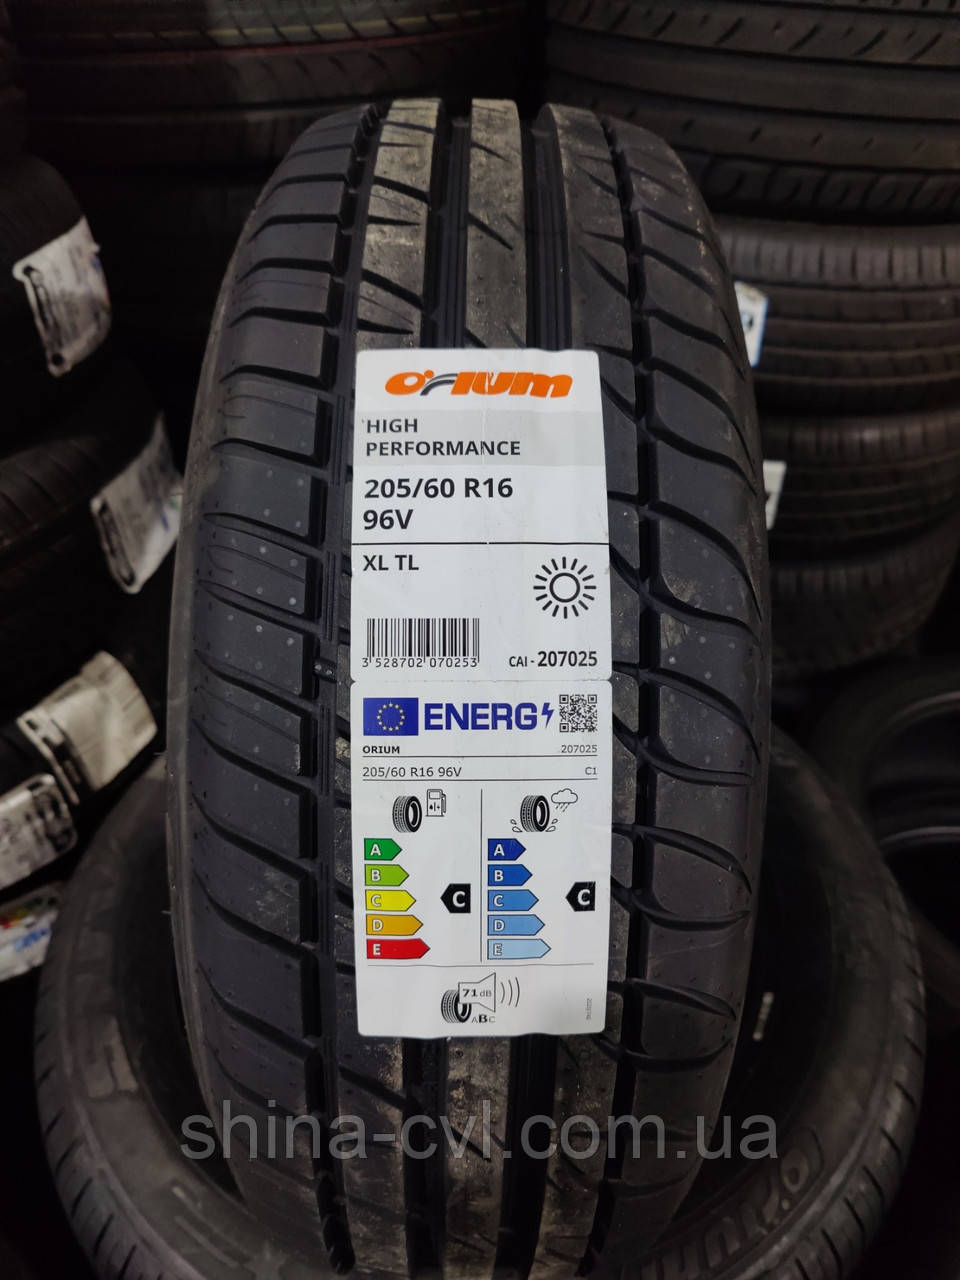 ORIUM
HIGH
PERFORMANCE
205/60 R16
96V
XL TL
3 528702 070253
CAI - 207025
ENERG
ORIUM 207025
205/60 R16 96V C1
A A
B B
C C C C
D D
E E
71 dB
ABC
shina-cvl.com.ua